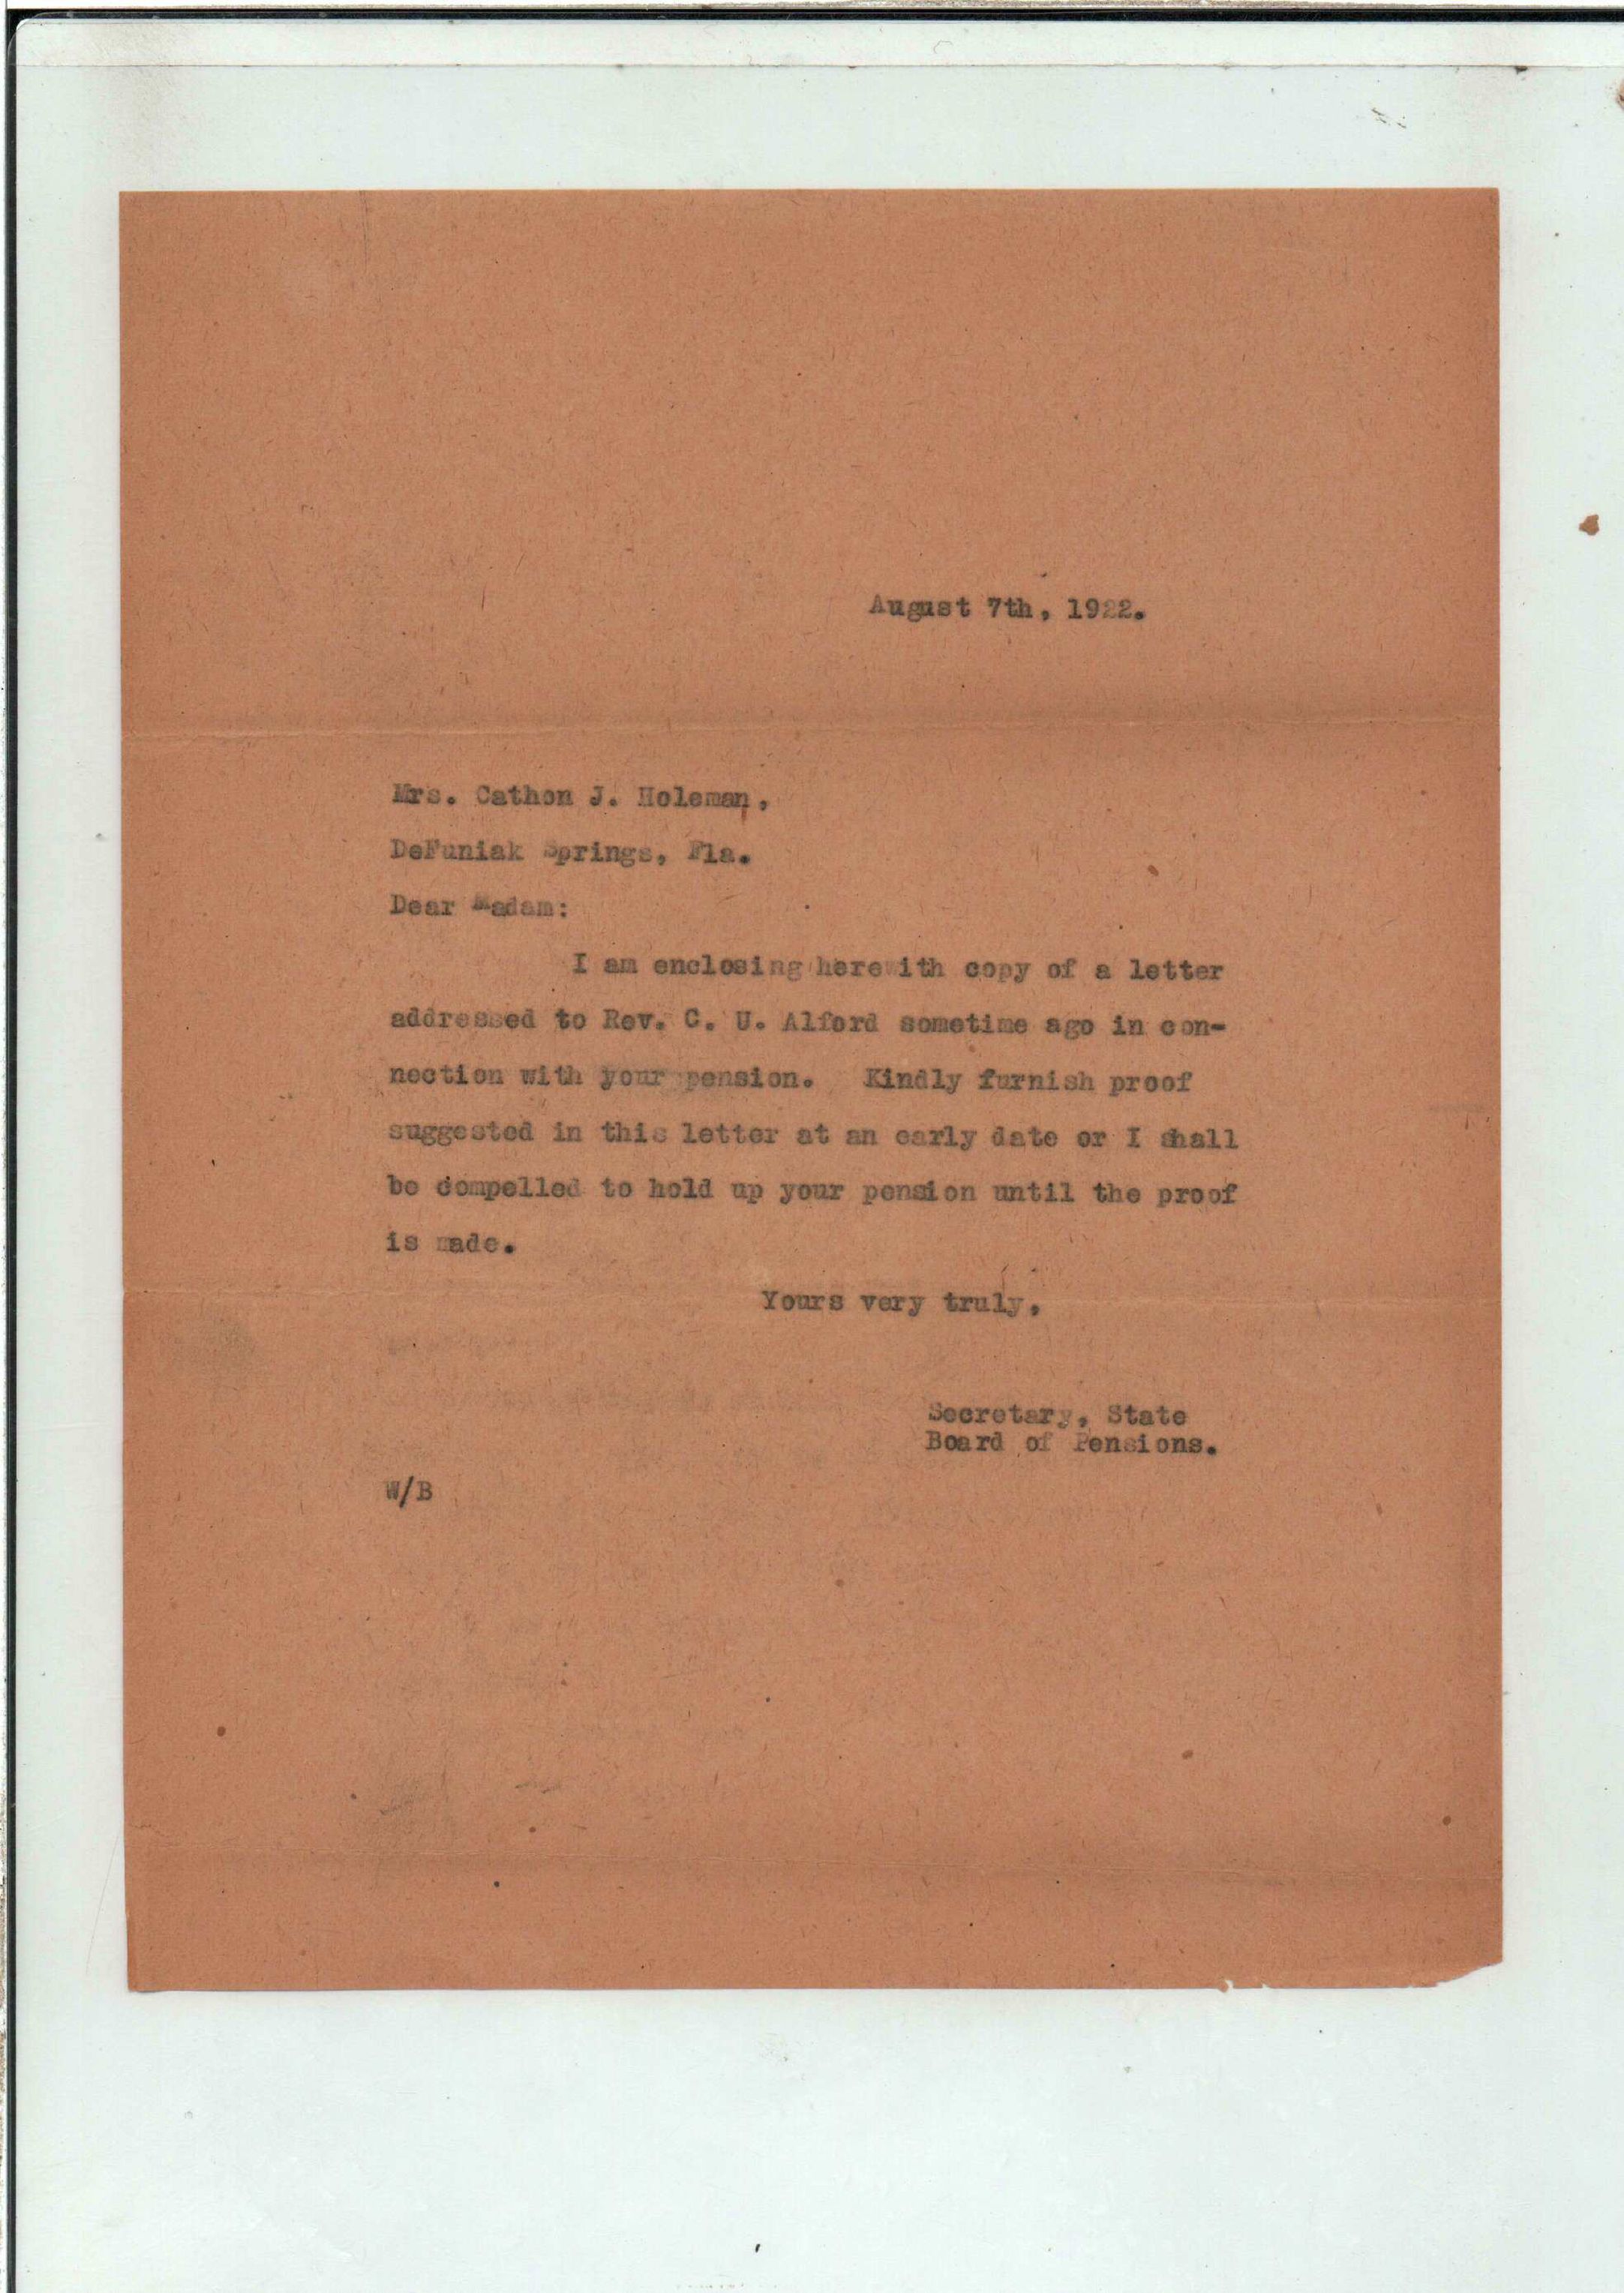 August 7th, 1922.
Mrs. Cathon J. Holeman,
DeFuniak Springs, Fla.
Dear Madam:
I am enclosing herewith copy of a letter
addressed to Rev. C. U. Alford sometime ago in con-
nection with your pension. Kindly furnish proof
suggested in this letter at an early date or I shall
be compelled to hold up your pension until the proof
is made.
Yours very truly,
Secretary, State
Board of Pensions.
W/B